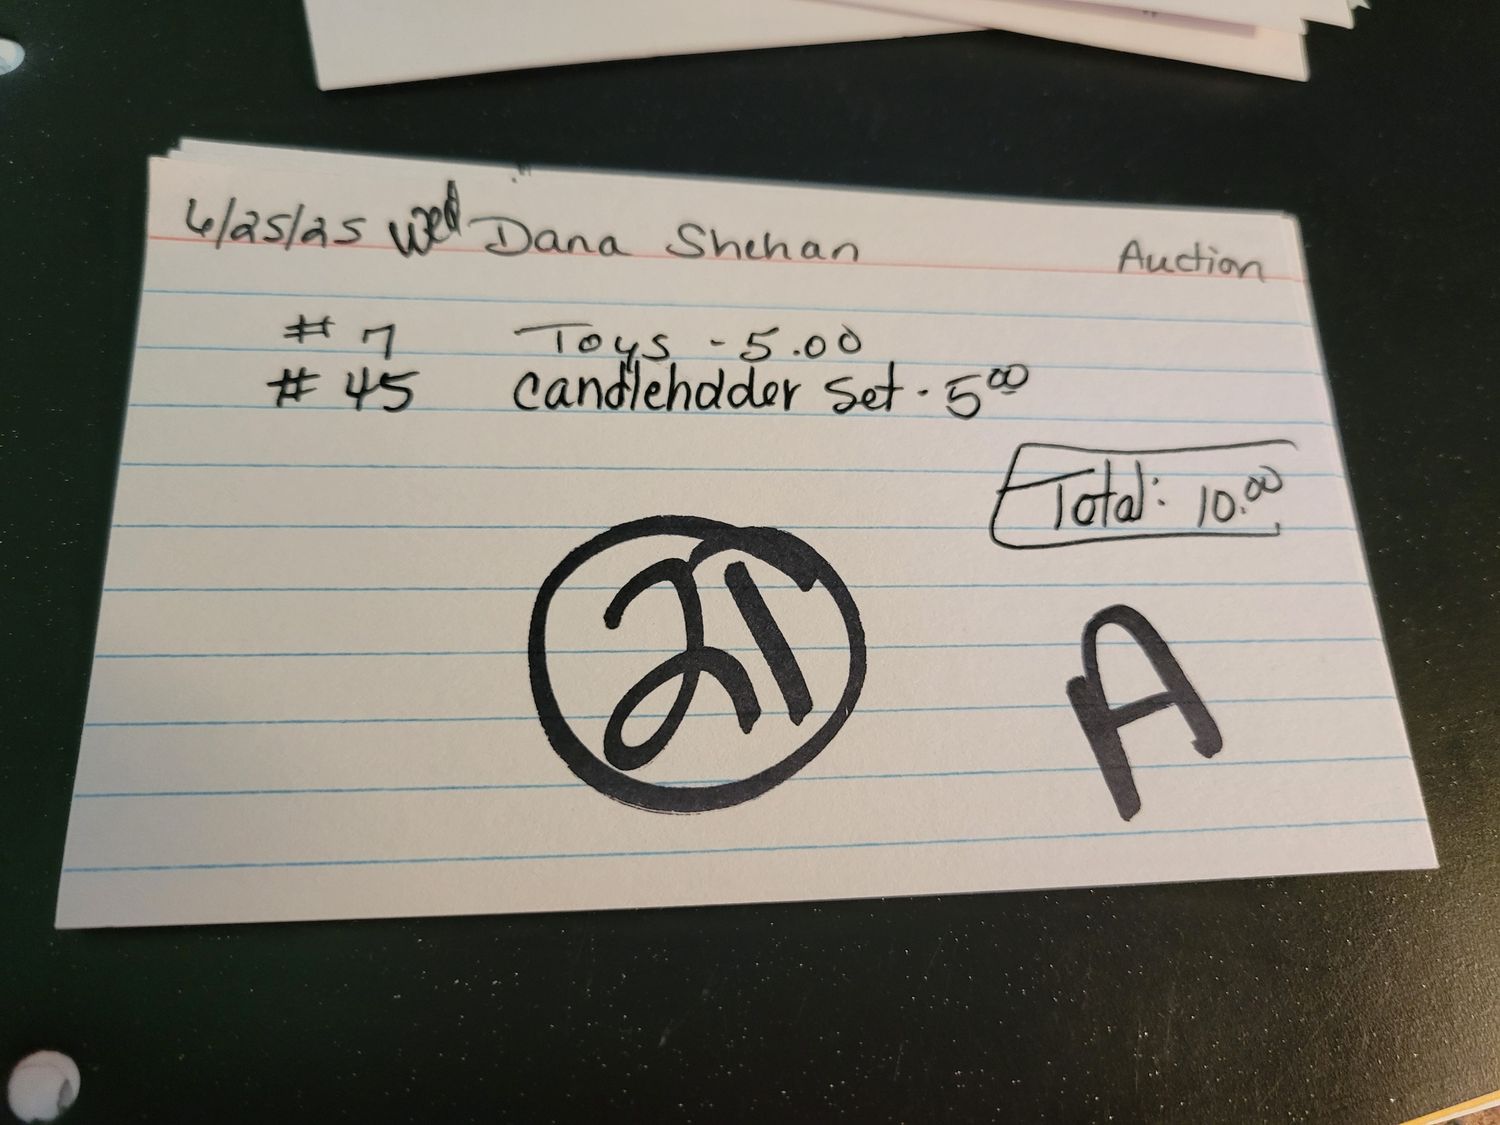 6/25/25 Wed Dana Shehan Auction
# 7 Toys - 5.00
# 45 Candleholder Set - 5.00
Total: 10.00
21
A